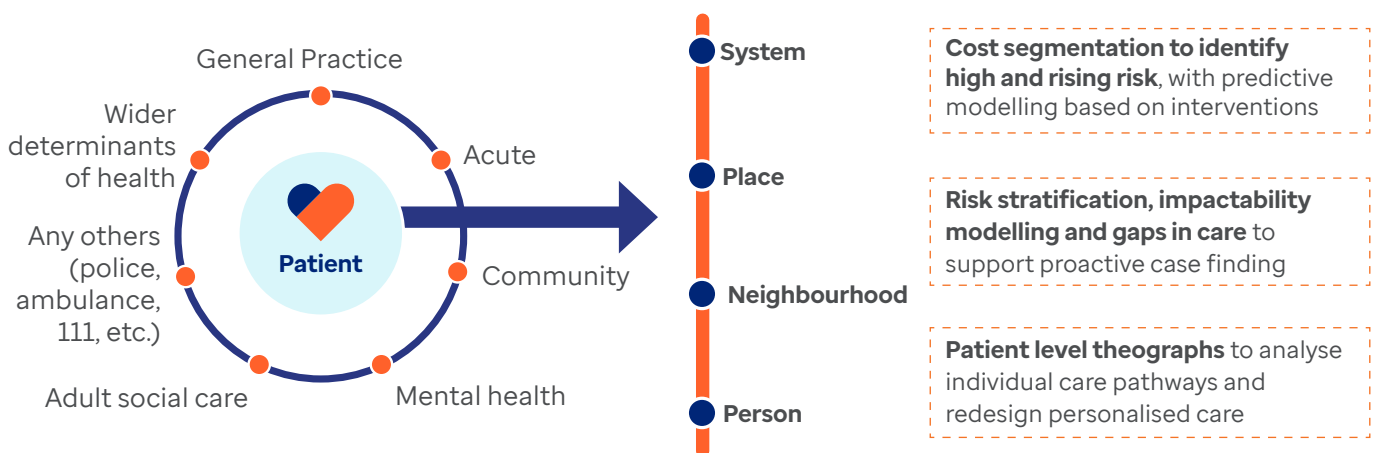 General Practice
Wider
determinants
of health
Acute
Any others
(police,
ambulance,
111, etc.)
Patient
Community
Adult social care
Mental health
System
Place
Neighbourhood
Person
Cost segmentation to identify
high and rising risk, with predictive
modelling based on interventions
Risk stratification, impactability
modelling and gaps in care to
support proactive case finding
Patient level theographs to analyse
individual care pathways and
redesign personalised care